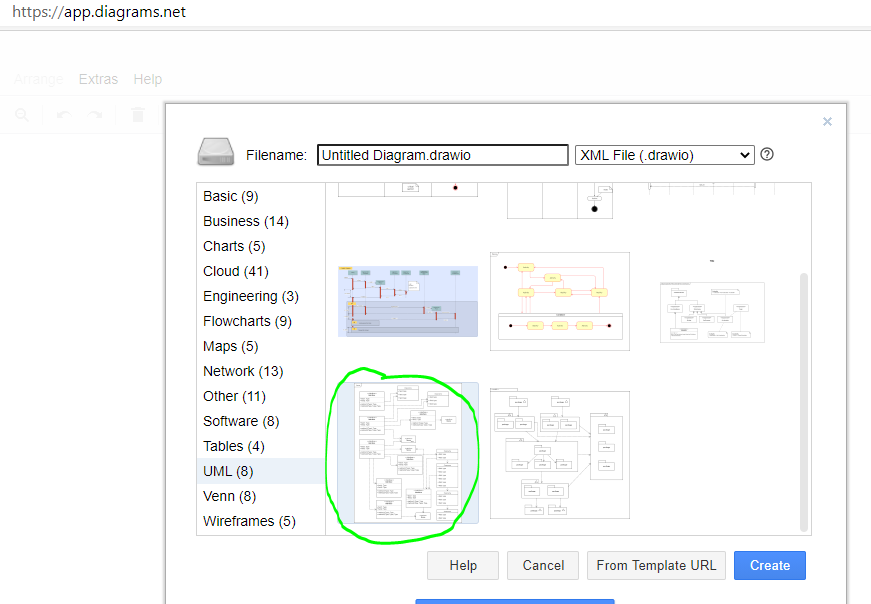 https://app.diagrams.net
Arrange Extras Help
Filename: Untitled Diagram.drawio XML File (.drawio)
Basic (9)
Business (14)
Charts (5)
Cloud (41)
Engineering (3)
Flowcharts (9)
Maps (5)
Network (13)
Other (11)
Software (8)
Tables (4)
UML (8)
Venn (8)
Wireframes (5)
Help Cancel From Template URL Create